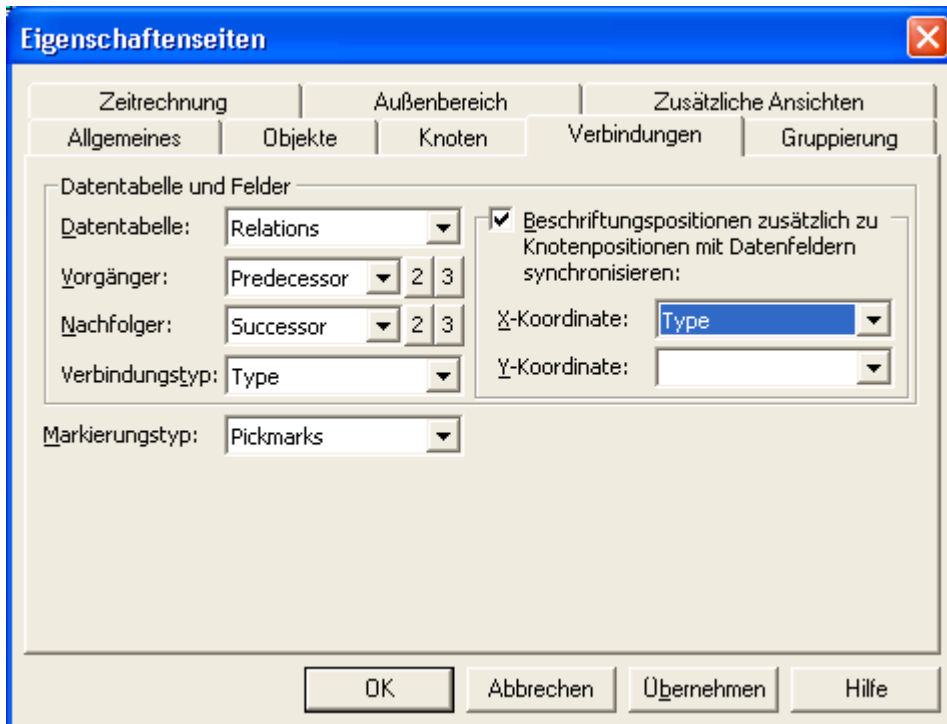 Eigenschaftenseiten
Zeitrechnung Außenbereich Zusätzliche Ansichten
Allgemeines Objekte Knoten Verbindungen Gruppierung
Datentabelle und Felder
Datentabelle: Relations
Vorgänger: Predecessor 2 3
Nachfolger: Successor 2 3
Verbindungstyp: Type
Beschriftungspositionen zusätzlich zu
Knotenpositionen mit Datenfeldern
synchronisieren:
X-Koordinate: Type
Y-Koordinate:
Markierungstyp: Pickmarks
OK Abbrechen Übernehmen Hilfe